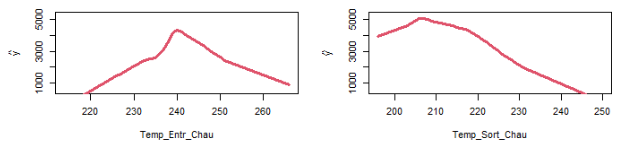 ŷ
1000 3000 5000
220 230 240 250 260
Temp_Entr_Chau
ŷ
1000 3000 5000
200 210 220 230 240 250
Temp_Sort_Chau